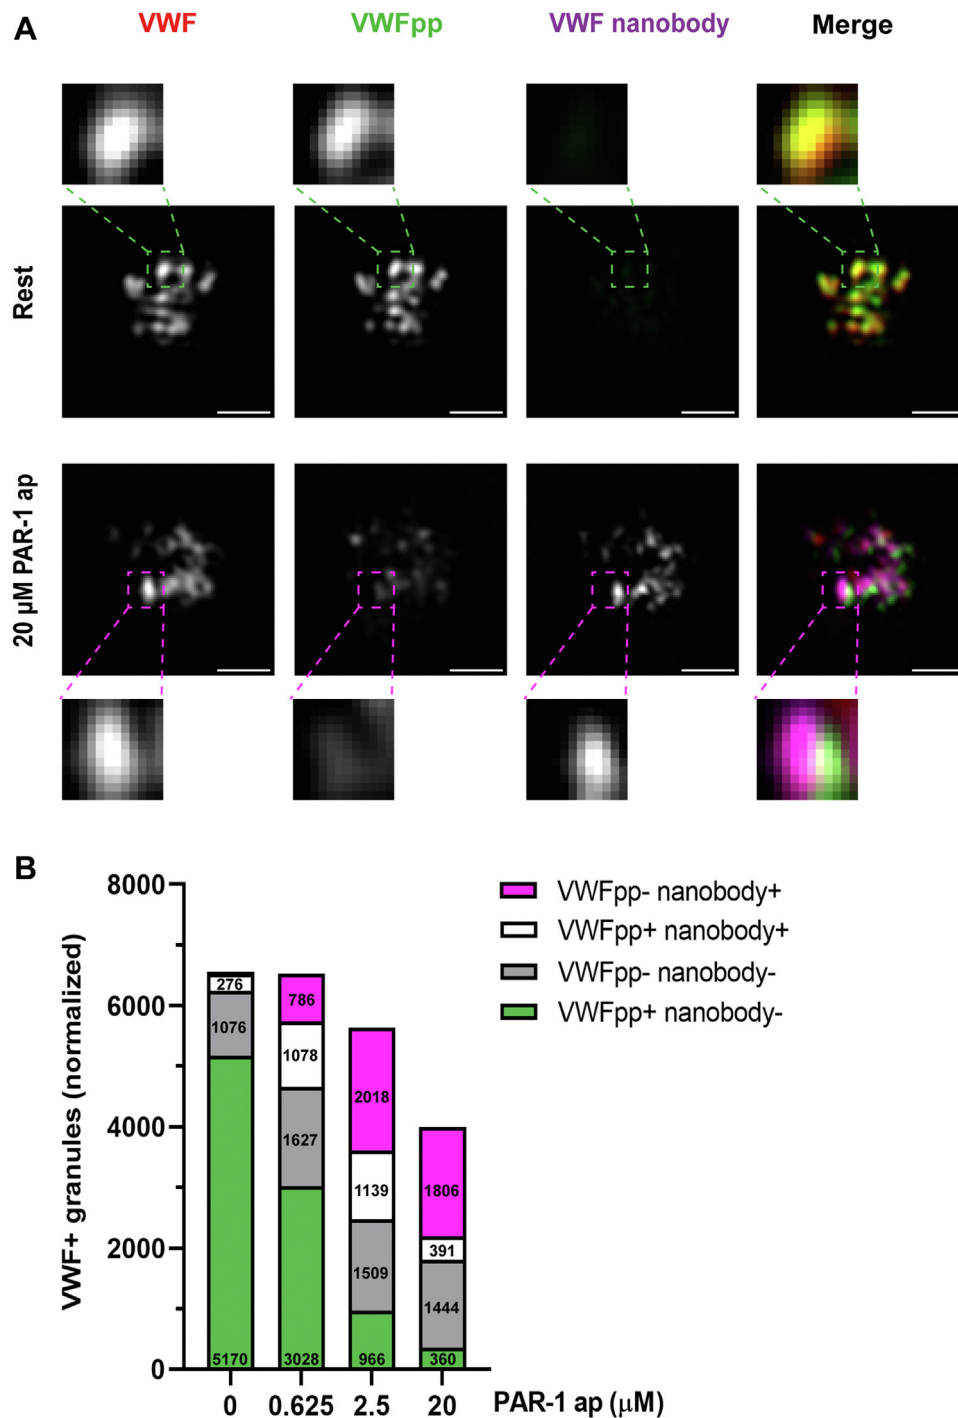 A
VWF VWFpp VWF nanobody Merge
Rest
20 µM PAR-1 ap
B
VWF+ granules (normalized)
8000
6000
4000
2000
0
276
1076
5170
786
1078
1627
3028
2018
1139
1509
966
1806
391
1444
360
0 0.625 2.5 20 PAR-1 ap (μM)
VWFpp- nanobody+
VWFpp+ nanobody+
VWFpp- nanobody-
VWFpp+ nanobody-